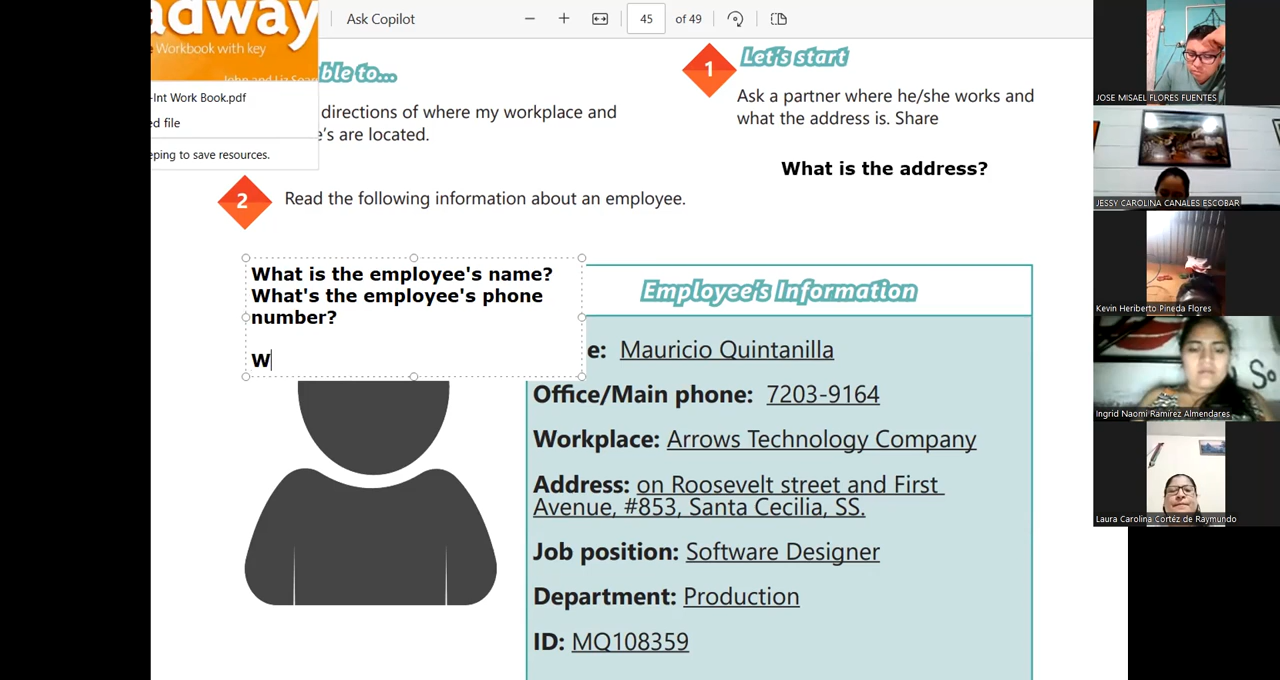 adway
Workbook with key
John and Liz Soar
-Int Work Book.pdf
ed file
eping to save resources.
Ask Copilot
45 of 49
ble to...
directions of where my workplace and
e's are located.
1 Let's start
Ask a partner where he/she works and
what the address is. Share
What is the address?
2 Read the following information about an employee.
What is the employee's name?
What's the employee's phone
number?
W
Employee's Information
e: Mauricio Quintanilla
Office/Main phone: 7203-9164
Workplace: Arrows Technology Company
Address: on Roosevelt street and First
Avenue, #853, Santa Cecilia, SS.
Job position: Software Designer
Department: Production
ID: MQ108359
JOSE MISAEL FLORES FUENTES
JESSY CAROLINA CANALES ESCOBAR
Kevin Heriberto Pineda Flores
Ingrid Naomi Ramírez Almendares
So
Laura Carolina Cortéz de Raymundo